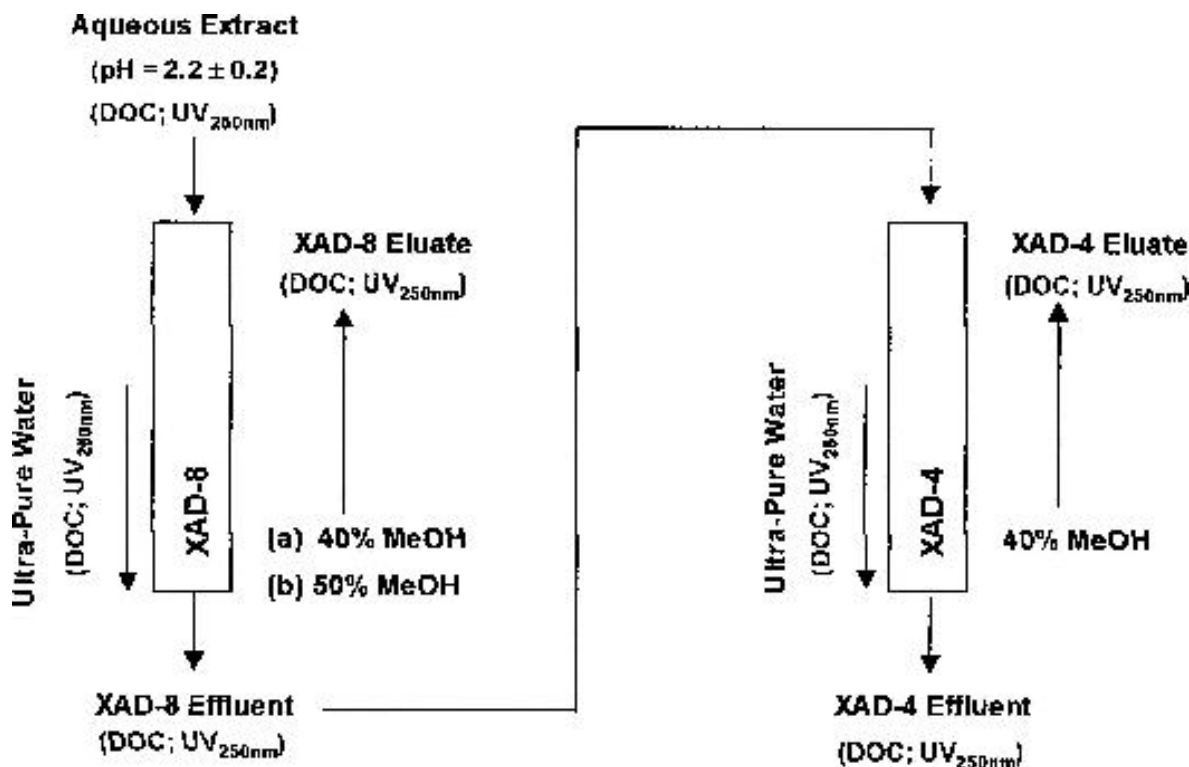 Aqueous Extract
(pH = 2.2 ± 0.2)
(DOC; UV250nm)
XAD-8 Eluate
(DOC; UV250nm)
Ultra-Pure Water
(DOC; UV250nm)
XAD-8
(a) 40% MeOH
(b) 50% MeOH
XAD-8 Effluent
(DOC; UV250nm)
XAD-4 Eluate
(DOC; UV250nm)
Ultra-Pure Water
(DOC; UV250nm)
XAD-4
40% MeOH
XAD-4 Effluent
(DOC; UV250nm)